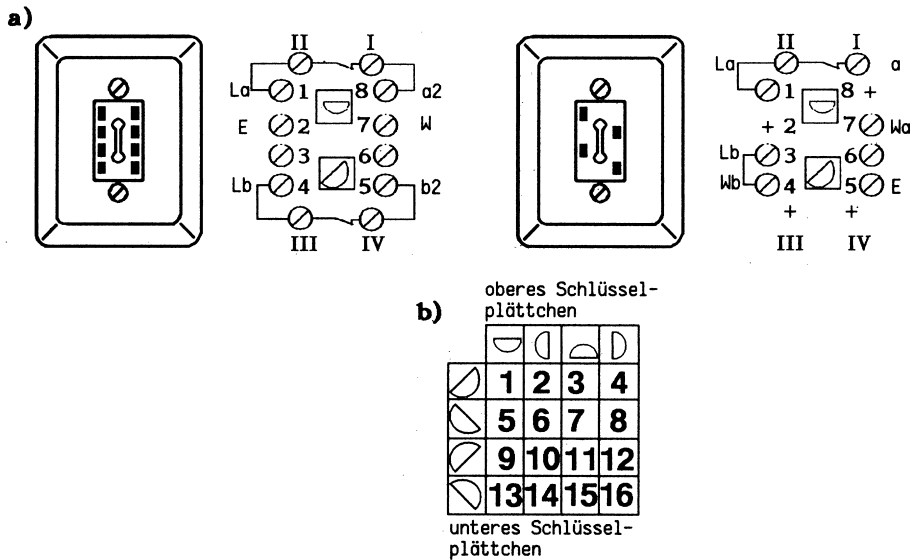 a)
II I
La 1 8 a2
E 2 7 W
3 6
Lb 4 5 b2
III IV
II I
La a
1 8 +
+ 2 7 Wa
Lb 3 6
Wb 4 5 E
+ +
III IV
b)
oberes Schlüssel-
plättchen
1 2 3 4
5 6 7 8
9 10 11 12
13 14 15 16
unteres Schlüssel-
plättchen